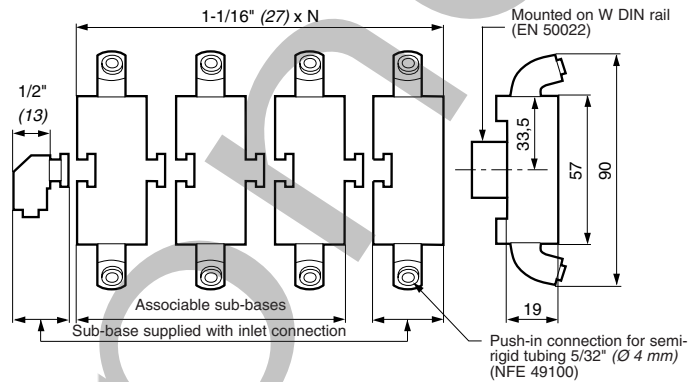 1-1/16" (27) x N
Mounted on W DIN rail
(EN 50022)
1/2"
(13)
33,5
57
90
19
Associable sub-bases
Sub-base supplied with inlet connection
Push-in connection for semi-
rigid tubing 5/32" (Ø 4 mm)
(NFE 49100)